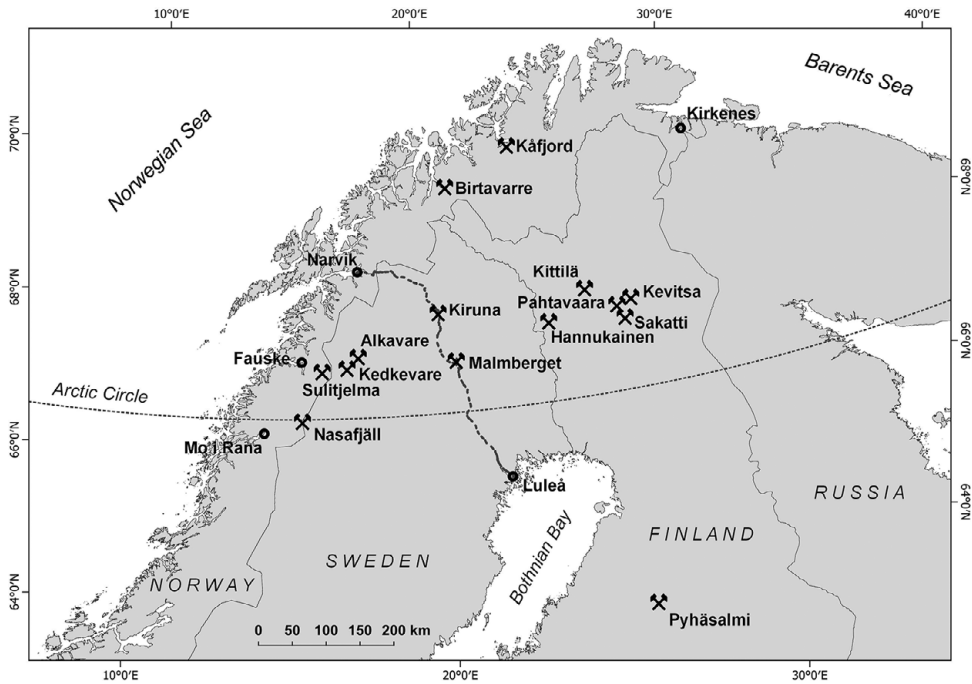 10°0'E 20°0'E 30°0'E 40°0'E
Barents Sea
Norwegian Sea
70°0'N
Kirkenes
Kåfjord
68°0'N
Birtavarre
Narvik
Kittilä
68°0'N
Kevitsa
Pahtavaara
Kiruna
Sakatti
Hannukainen
Alkavare
66°0'N
Fauske
Malmberget
Kedkevare
Sulitjelma
Arctic Circle
Nasafjäll
66°0'N
Mo i Rana
Luleå
RUSSIA
64°0'N
Bothnian Bay
FINLAND
SWEDEN
NORWAY
64°0'N
Pyhäsalmi
0 50 100 150 200 km
10°0'E 20°0'E 30°0'E